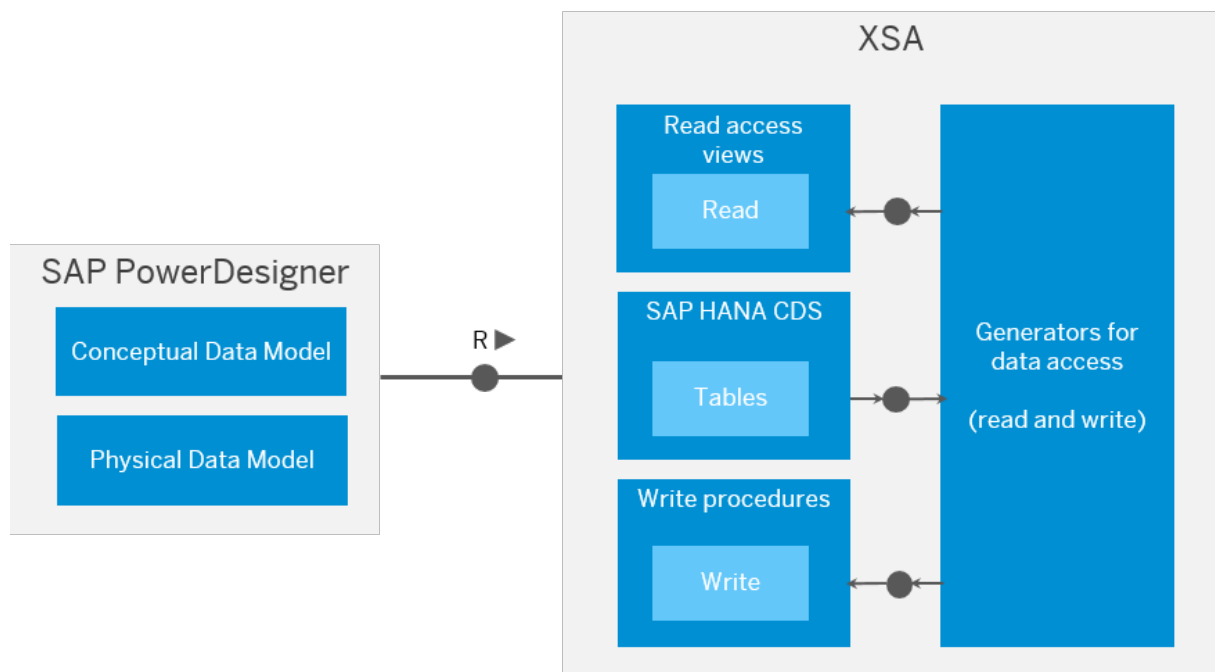 XSA
Read access
views
Read
SAP PowerDesigner
SAP HANA CDS
Conceptual Data Model
R ▶
Generators for
data access
Tables
(read and write)
Physical Data Model
Write procedures
Write